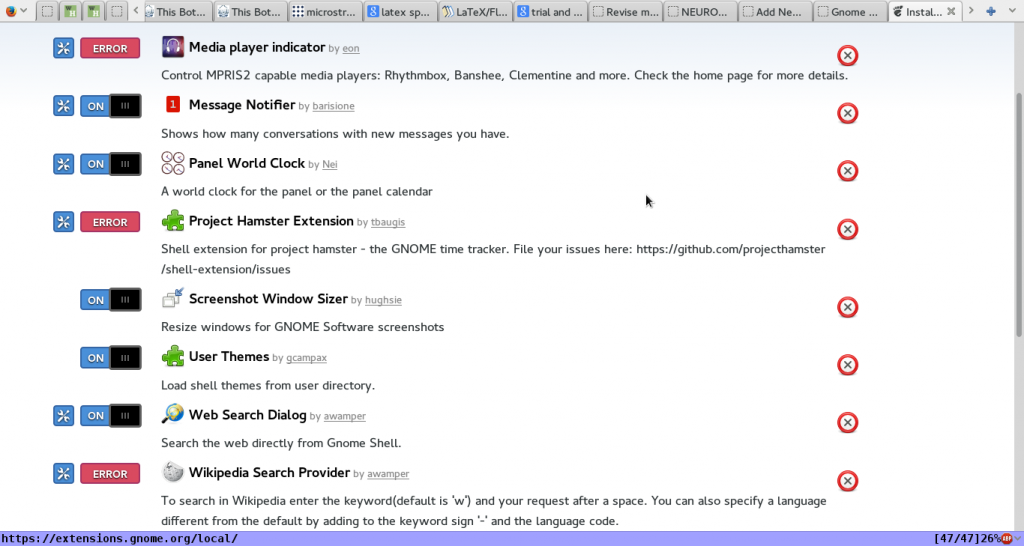 This Bot...
This Bot...
microstr...
latex sp...
LaTeX/Fl...
trial and ...
Revise m...
NEURO...
Add Ne...
Gnome ...
Instal...
ERROR
Media player indicator by eon
Control MPRIS2 capable media players: Rhythmbox, Banshee, Clementine and more. Check the home page for more details.
ON
1
Message Notifier by barisione
Shows how many conversations with new messages you have.
ON
Panel World Clock by Nei
A world clock for the panel or the panel calendar
ERROR
Project Hamster Extension by tbaugis
Shell extension for project hamster - the GNOME time tracker. File your issues here: https://github.com/projecthamster
/shell-extension/issues
ON
Screenshot Window Sizer by hughsie
Resize windows for GNOME Software screenshots
ON
User Themes by gcampax
Load shell themes from user directory.
ON
Web Search Dialog by awamper
Search the web directly from Gnome Shell.
ERROR
Wikipedia Search Provider by awamper
To search in Wikipedia enter the keyword(default is 'w') and your request after a space. You can also specify a language
different from the default by adding to the keyword sign '-' and the language code.
https://extensions.gnome.org/local/
[47/47]26%